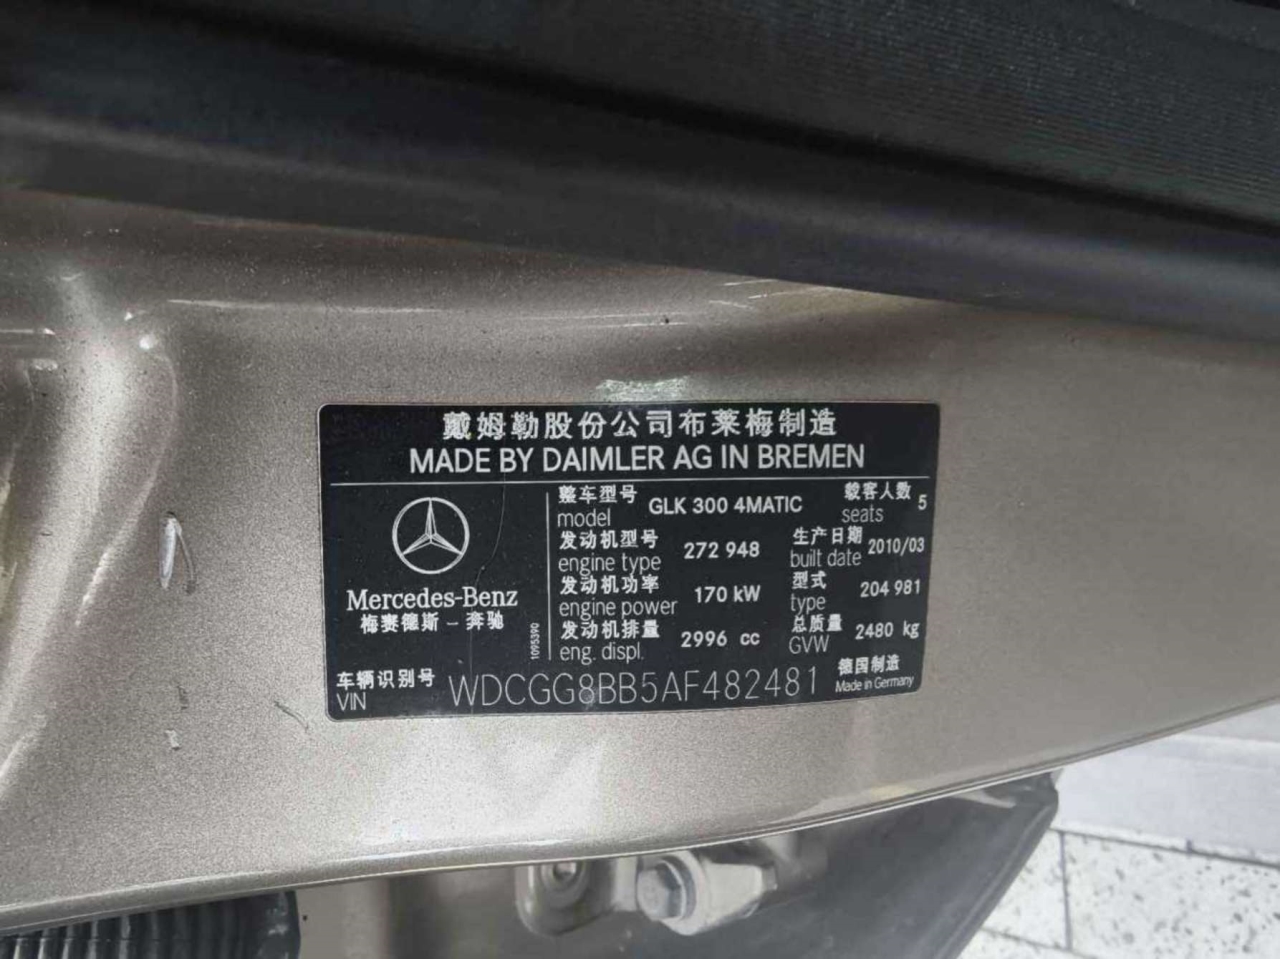 戴姆勒股份公司布莱梅制造
MADE BY DAIMLER AG IN BREMEN
Mercedes-Benz
梅赛德斯－奔驰
1095390
整车型号 GLK 300 4MATIC 载客人数 5
model seats
发动机型号 272 948 生产日期 2010/03
engine type built date
发动机功率 170 kW 型式 204 981
engine power type
发动机排量 2996 cc 总质量 2480 kg
eng. displ. GVW
车辆识别号 WDCGG8BB5AF482481 德国制造
VIN Made in Germany